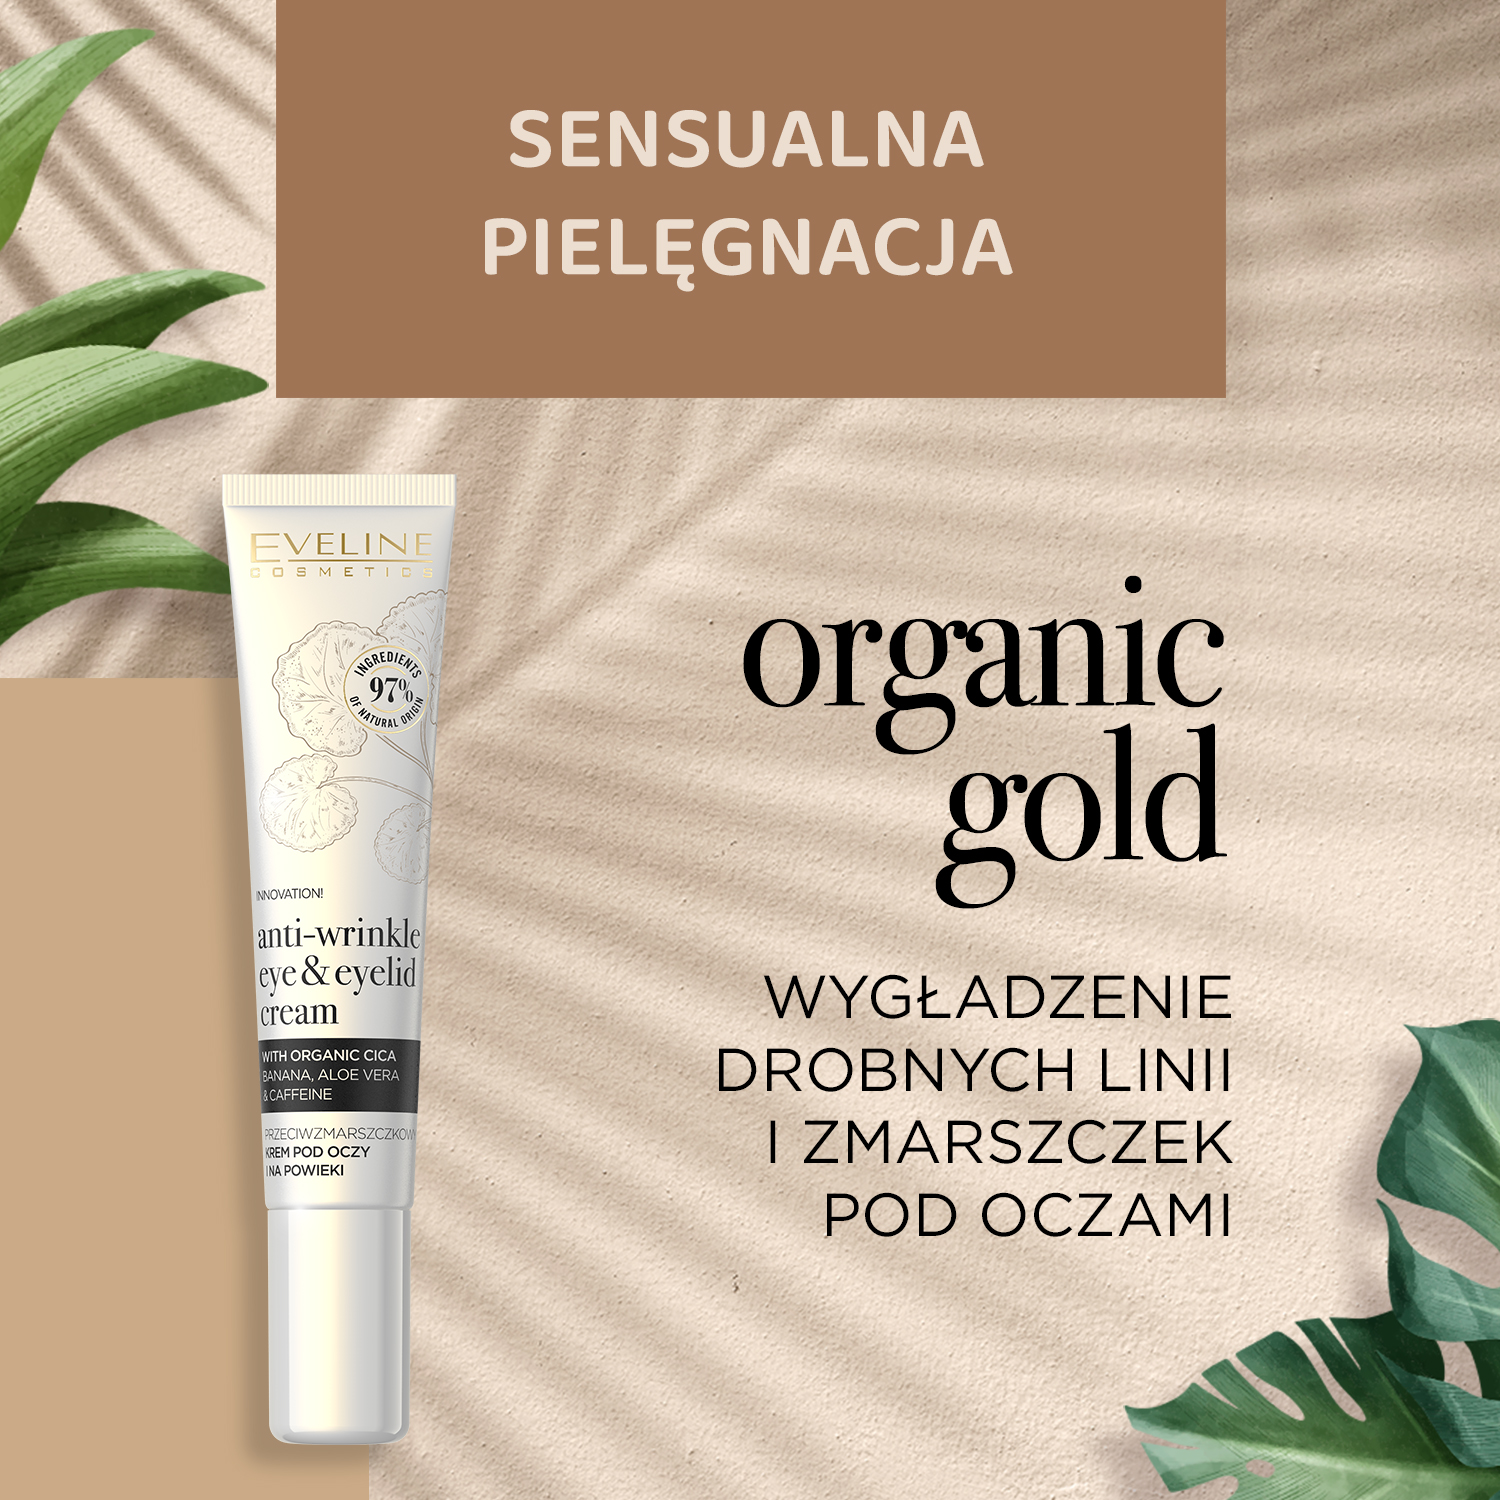 SENSUALNA
PIELĘGNACJA
EVELINE
COSMETICS
INGREDIENTS
97%
OF NATURAL ORIGIN
INNOVATION!
anti-wrinkle
eye & eyelid
cream
WITH ORGANIC CICA
BANANA, ALOE VERA
& CAFFEINE
PRZECIWZMARSZCZKOWY
KREM POD OCZY
I NA POWIEKI
organic
gold
WYGŁADZENIE
DROBNYCH LINII
I ZMARSZCZEK
POD OCZAMI